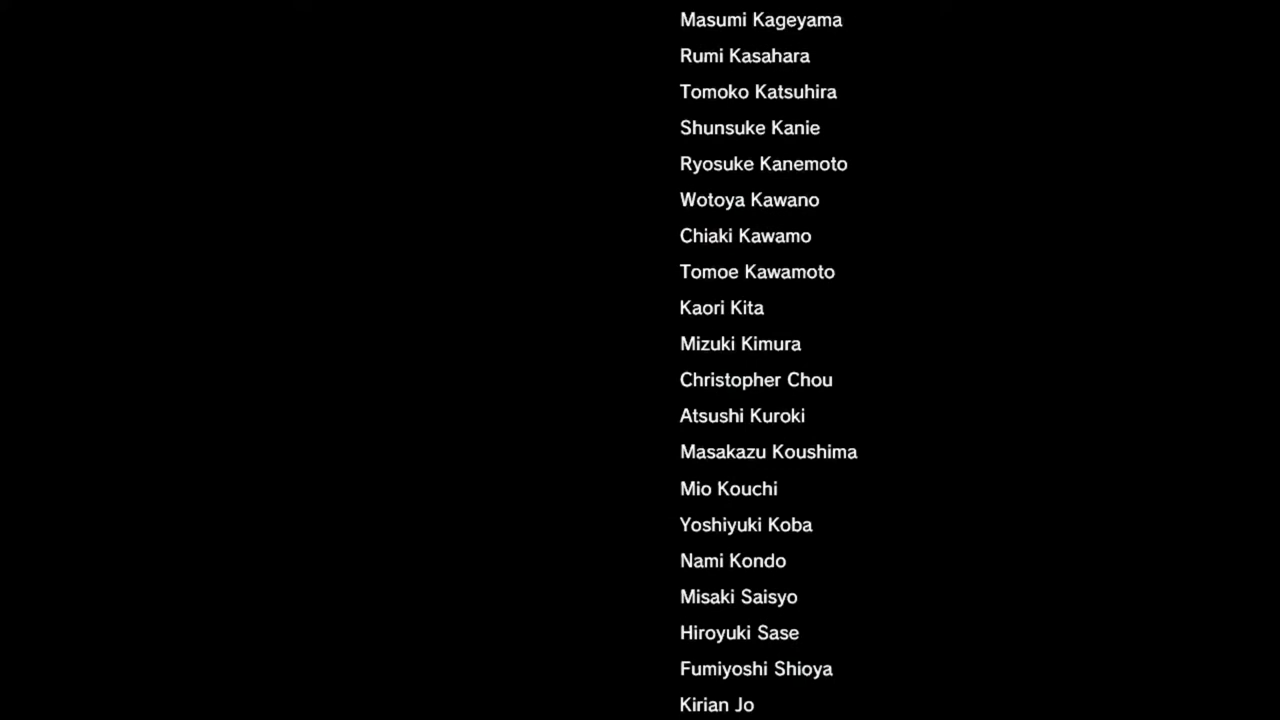 Masumi Kageyama
Rumi Kasahara
Tomoko Katsuhira
Shunsuke Kanie
Ryosuke Kanemoto
Wotoya Kawano
Chiaki Kawamo
Tomoe Kawamoto
Kaori Kita
Mizuki Kimura
Christopher Chou
Atsushi Kuroki
Masakazu Koushima
Mio Kouchi
Yoshiyuki Koba
Nami Kondo
Misaki Saisyo
Hiroyuki Sase
Fumiyoshi Shioya
Kirian Jo